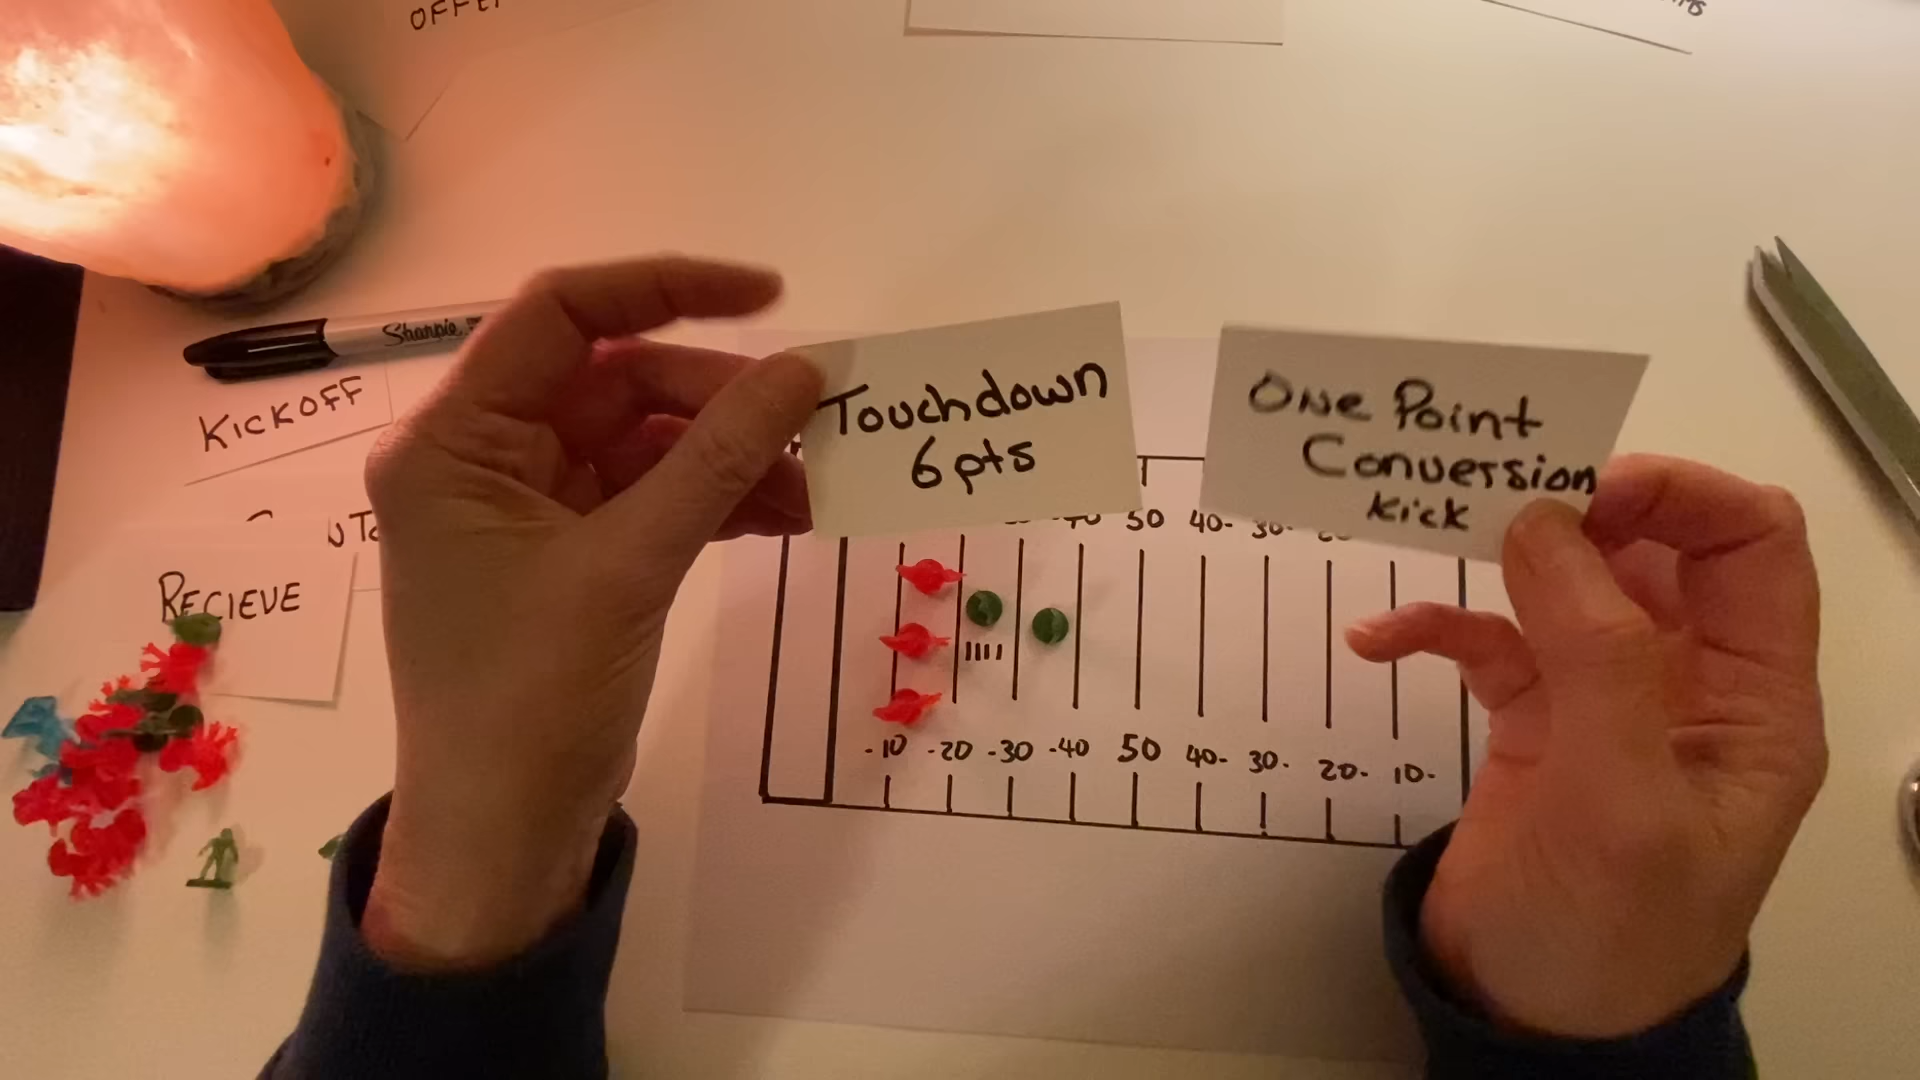 Sharpie
KICKOFF
RECIEVE
Touchdown
6 pts
One Point
Conversion
Kick
50 40- 30-
-10 -20 -30 -40 50 40- 30- 20- 10-